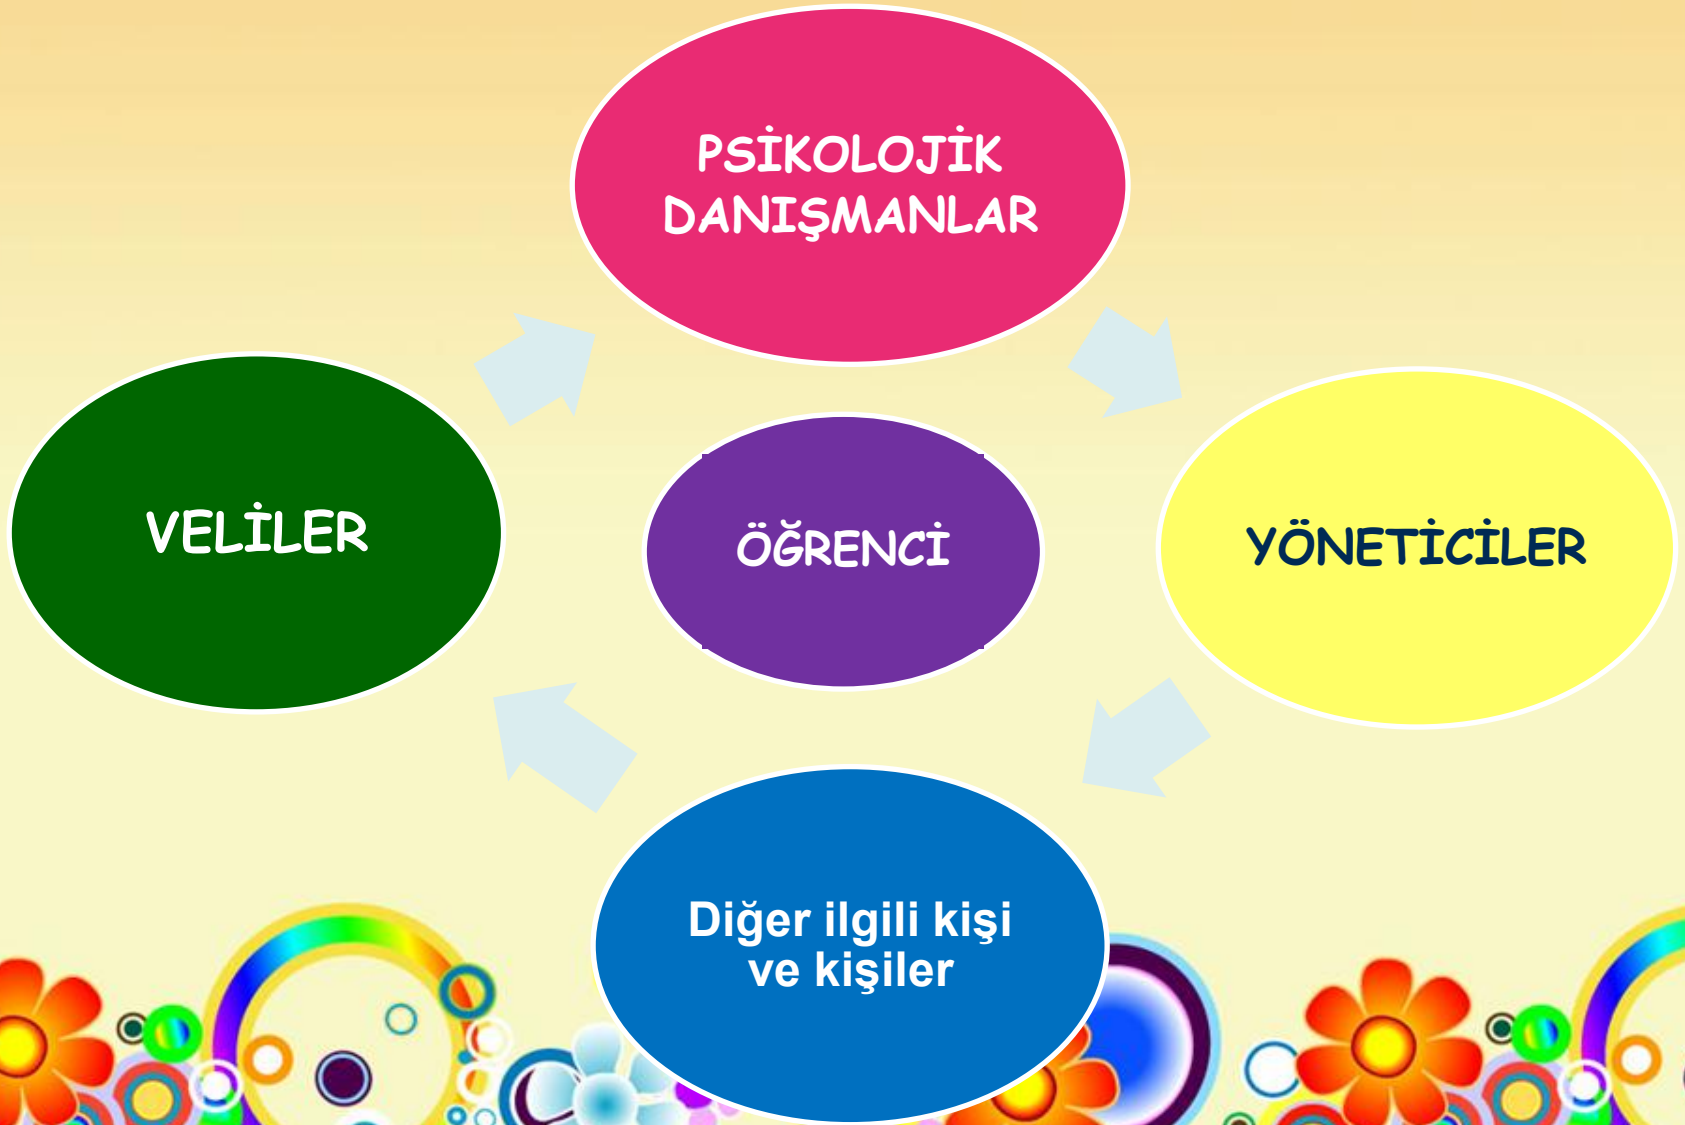 PSİKOLOJİK
DANIŞMANLAR
VELİLER
ÖĞRENCİ
YÖNETİCİLER
Diğer ilgili kişi
ve kişiler